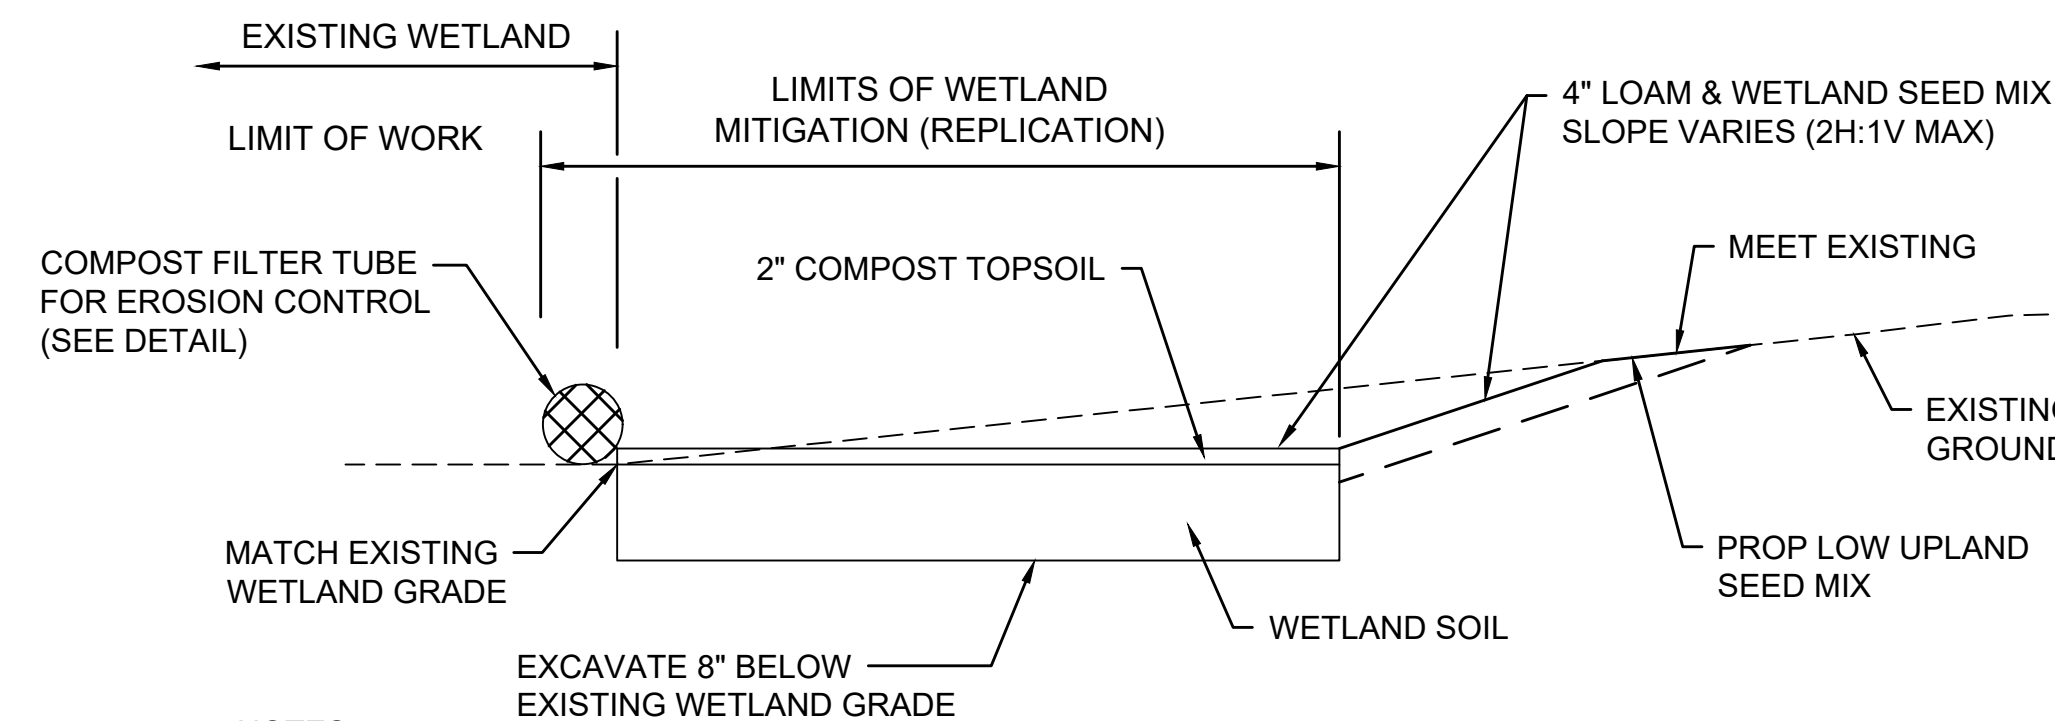 EXISTING WETLAND
LIMIT OF WORK
LIMITS OF WETLAND
MITIGATION (REPLICATION)
4" LOAM & WETLAND SEED MIX
SLOPE VARIES (2H:1V MAX)
COMPOST FILTER TUBE
FOR EROSION CONTROL
(SEE DETAIL)
2" COMPOST TOPSOIL
MEET EXISTING
MATCH EXISTING
WETLAND GRADE
PROP LOW UPLAND
SEED MIX
WETLAND SOIL
EXCAVATE 8" BELOW
EXISTING WETLAND GRADE